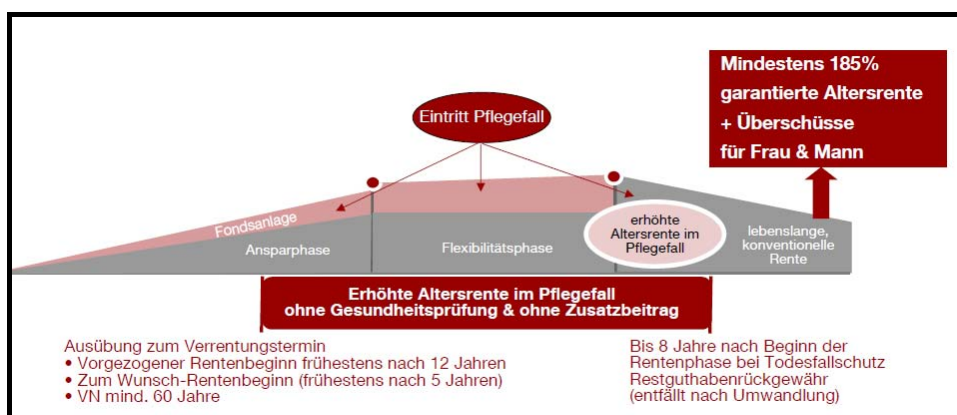 Mindestens 185%
garantierte Altersrente
+ Überschüsse
für Frau & Mann
Eintritt Pflegefall
Fondsanlage
Ansparphase
Flexibilitätsphase
erhöhte
Altersrente im
Pflegefall
lebenslange,
konventionelle
Rente
Erhöhte Altersrente im Pflegefall
ohne Gesundheitsprüfung & ohne Zusatzbeitrag
Ausübung zum Verrentungstermin
• Vorgezogener Rentenbeginn frühestens nach 12 Jahren
• Zum Wunsch-Rentenbeginn (frühestens nach 5 Jahren)
• VN mind. 60 Jahre
Bis 8 Jahre nach Beginn der
Rentenphase bei Todesfallschutz
Restguthabenrückgewähr
(entfällt nach Umwandlung)